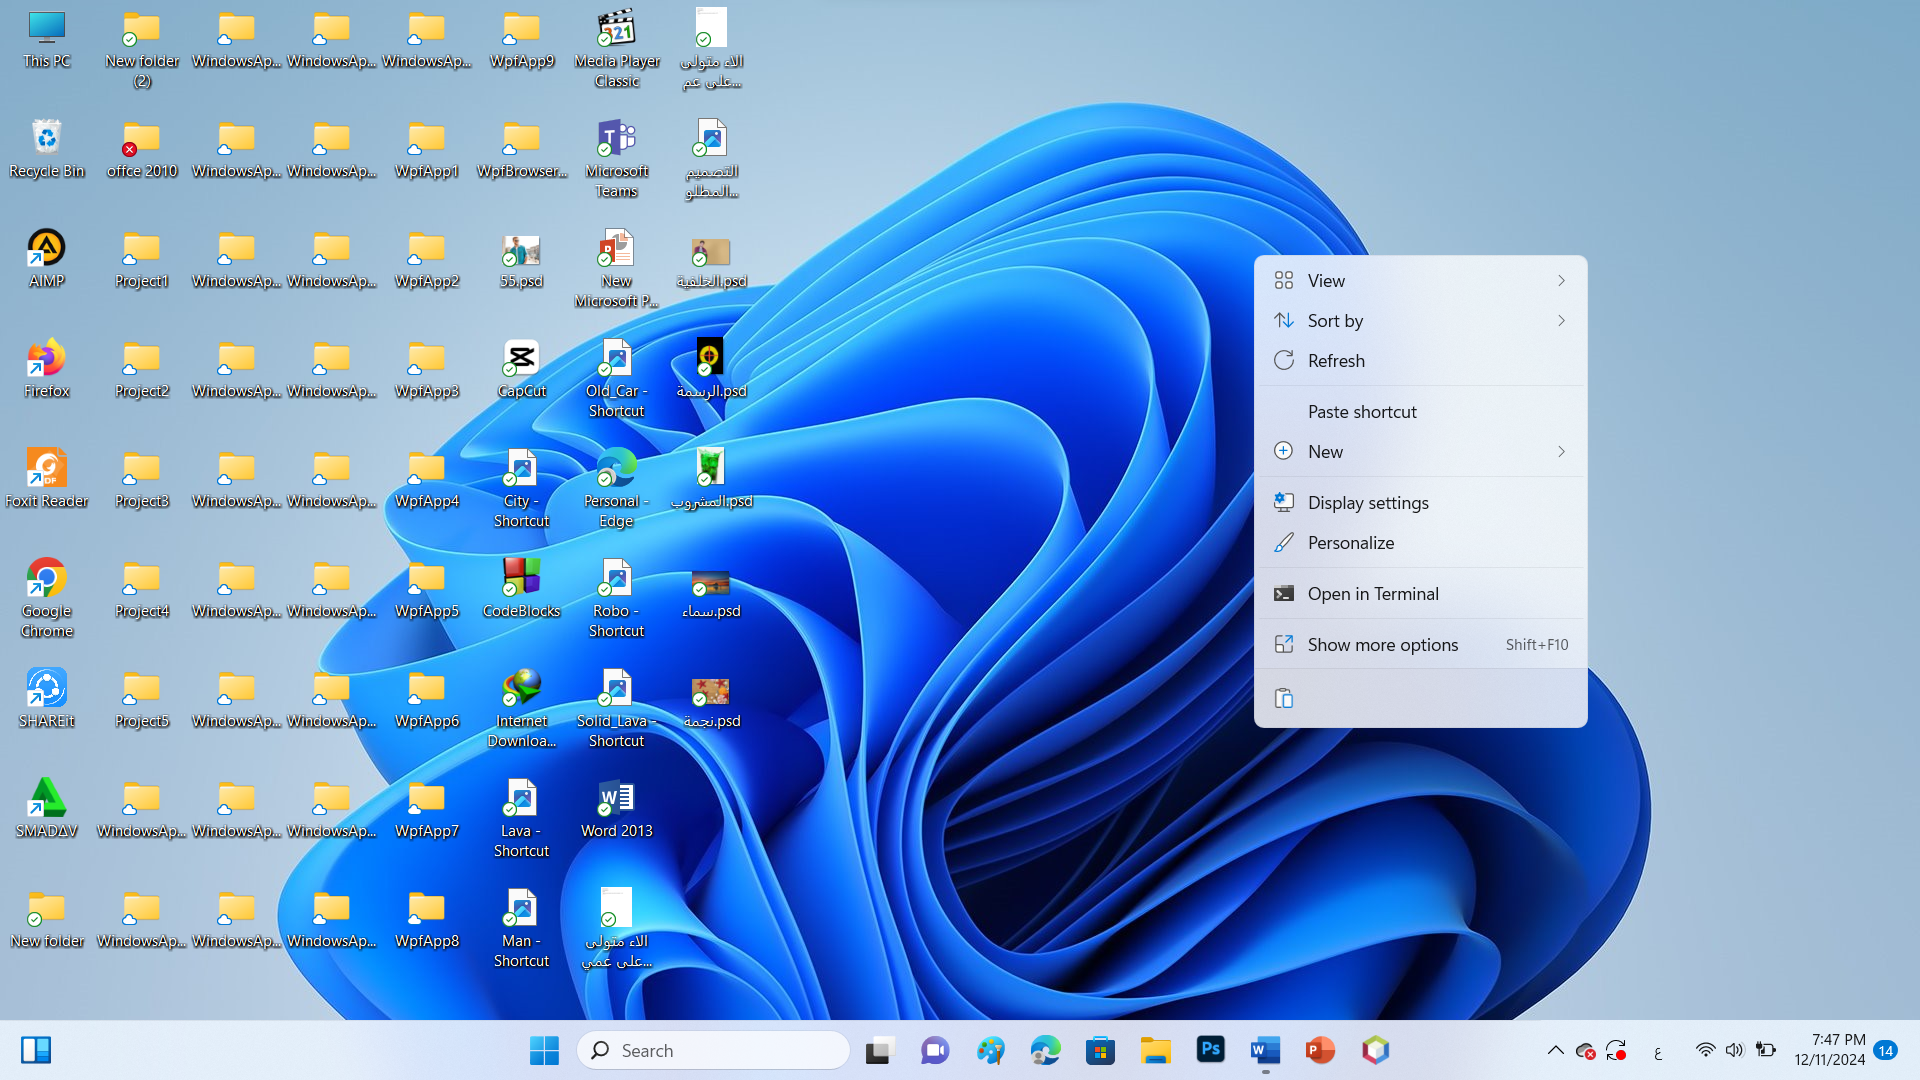 This PC
New folder
(2)
WindowsAp...
WindowsAp...
WindowsAp...
WpfApp9
Media Player
Classic
الاء متولى
على عم...
Recycle Bin
offce 2010
WindowsAp...
WindowsAp...
WpfApp1
WpfBrowser...
Microsoft
Teams
التصميم
المطلو...
AIMP
Project1
WindowsAp...
WindowsAp...
WpfApp2
55.psd
New
Microsoft P...
الخلفية.psd
Firefox
Project2
WindowsAp...
WindowsAp...
WpfApp3
CapCut
Old_Car -
Shortcut
الرسمة.psd
Foxit Reader
Project3
WindowsAp...
WindowsAp...
WpfApp4
City -
Shortcut
Personal -
Edge
المشروب.psd
Google
Chrome
Project4
WindowsAp...
WindowsAp...
WpfApp5
CodeBlocks
Robo -
Shortcut
سماء.psd
SHAREit
Project5
WindowsAp...
WindowsAp...
WpfApp6
Internet
Downloa...
Solid_Lava -
Shortcut
نجمة.psd
SMADΔV
WindowsAp...
WindowsAp...
WindowsAp...
WpfApp7
Lava -
Shortcut
Word 2013
New folder
WindowsAp...
WindowsAp...
WindowsAp...
WpfApp8
Man -
Shortcut
الاء متولى
على عمي...
View
Sort by
Refresh
Paste shortcut
New
Display settings
Personalize
Open in Terminal
Show more options Shift+F10
Search
ع
7:47 PM
12/11/2024
14